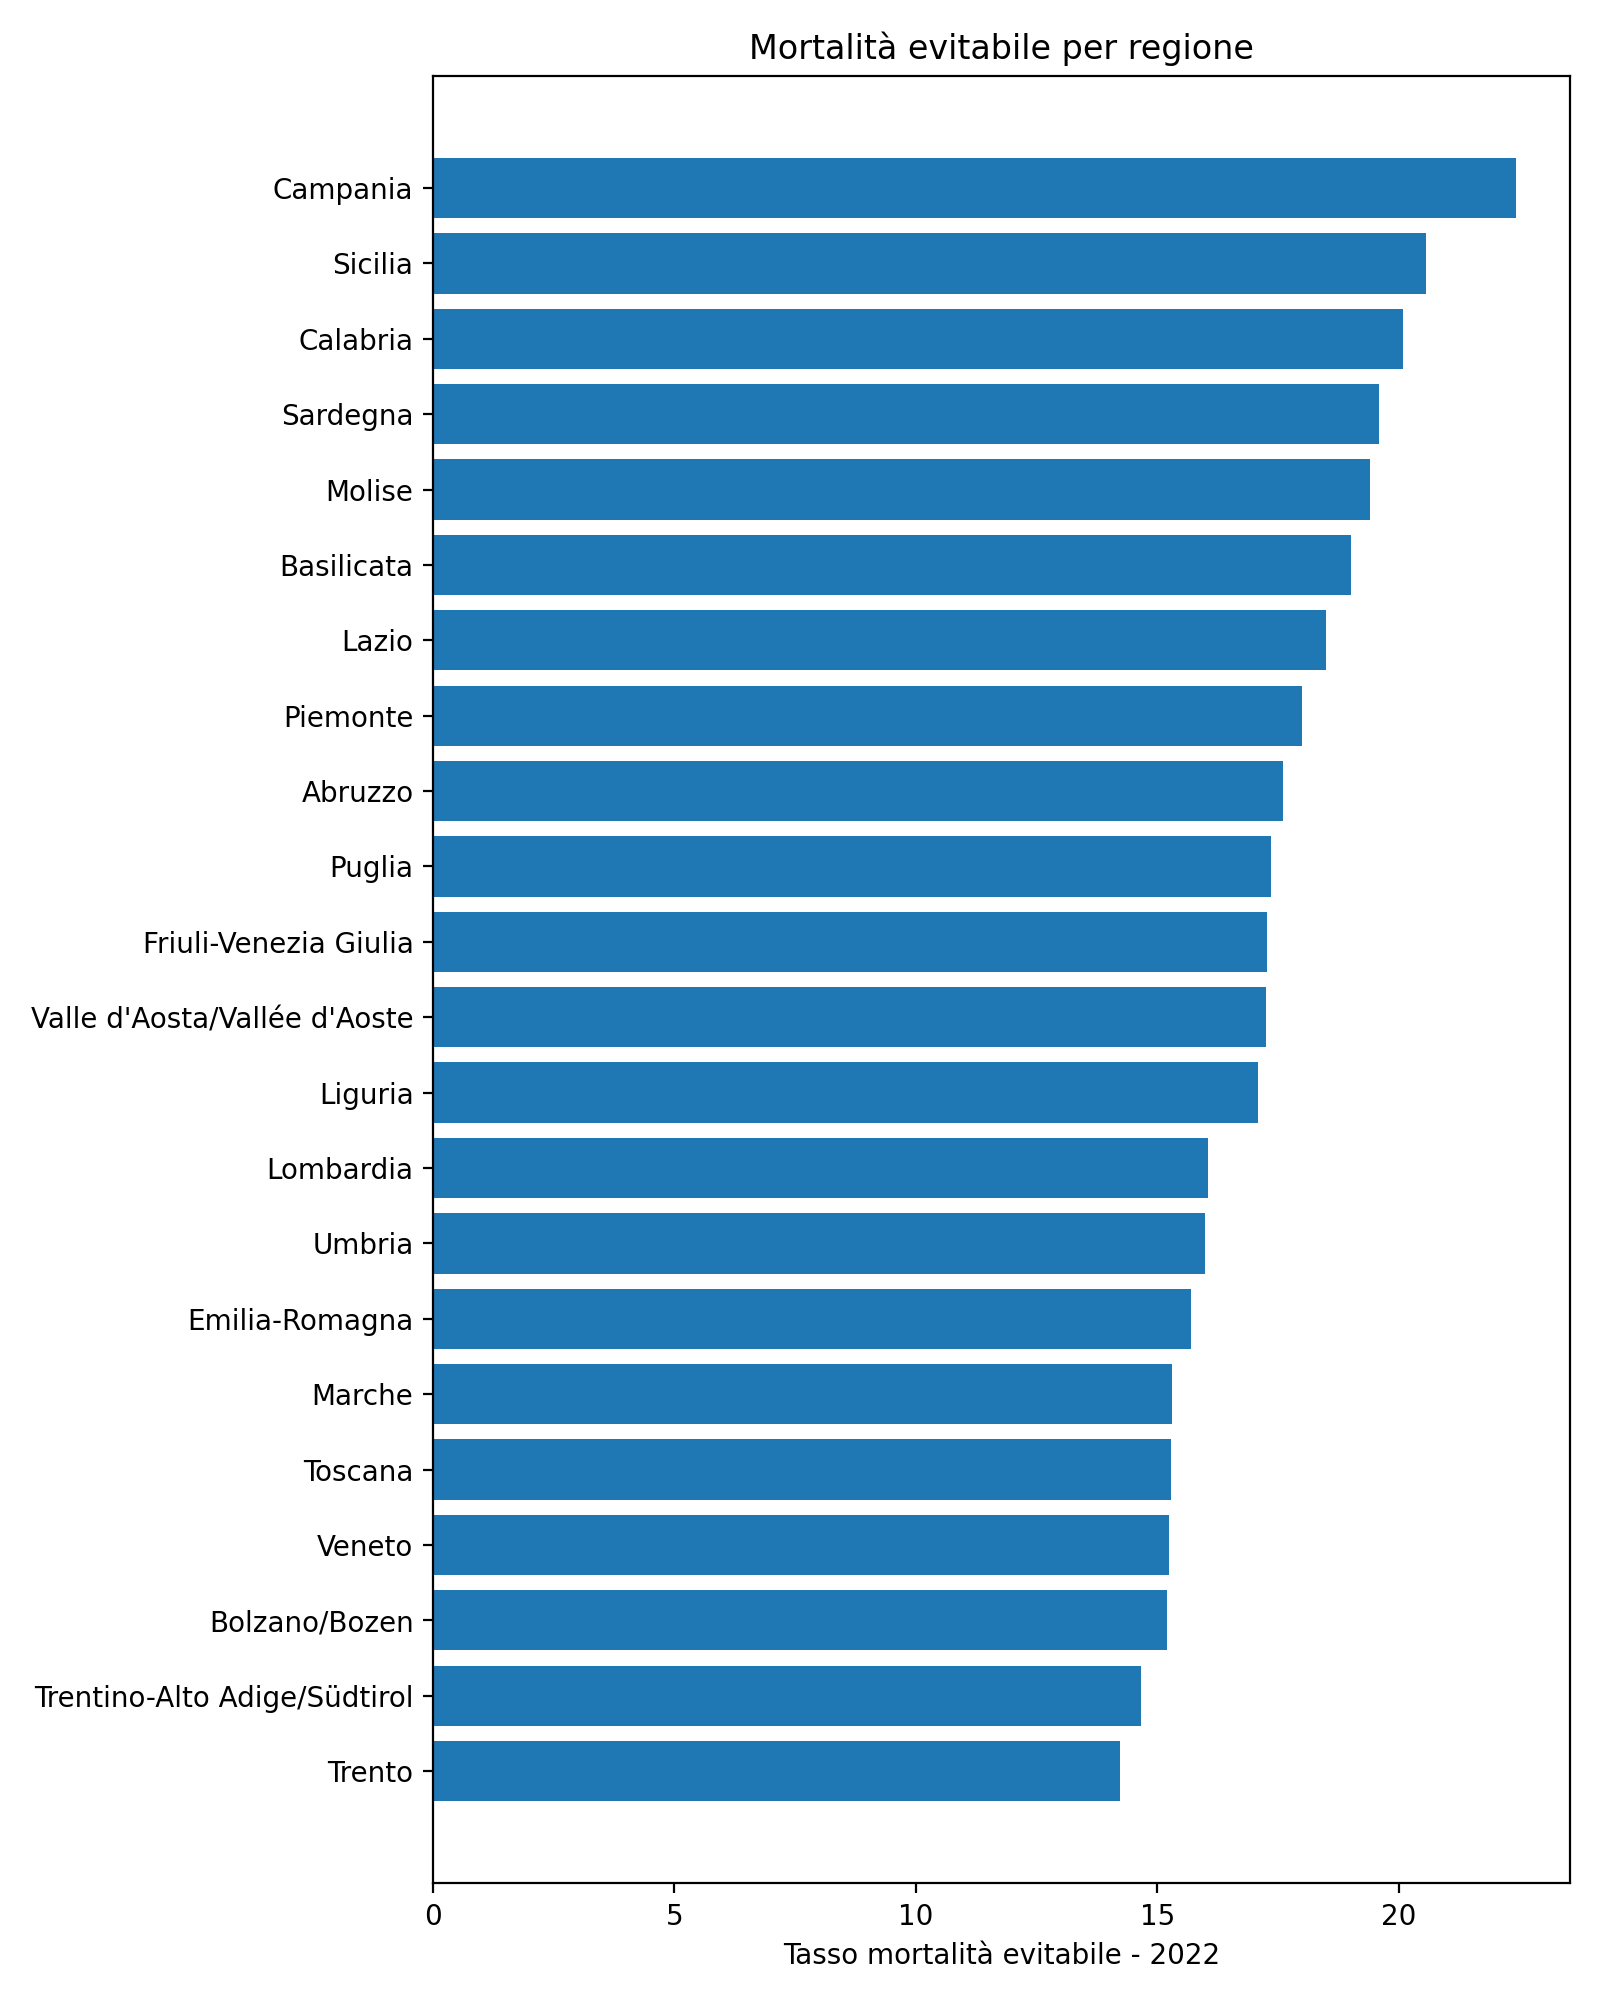 Mortalità evitabile per regione
Campania
Sicilia
Calabria
Sardegna
Molise
Basilicata
Lazio
Piemonte
Abruzzo
Puglia
Friuli-Venezia Giulia
Valle d'Aosta/Vallée d'Aoste
Liguria
Lombardia
Umbria
Emilia-Romagna
Marche
Toscana
Veneto
Bolzano/Bozen
Trentino-Alto Adige/Südtirol
Trento
0 5 10 15 20
Tasso mortalità evitabile - 2022